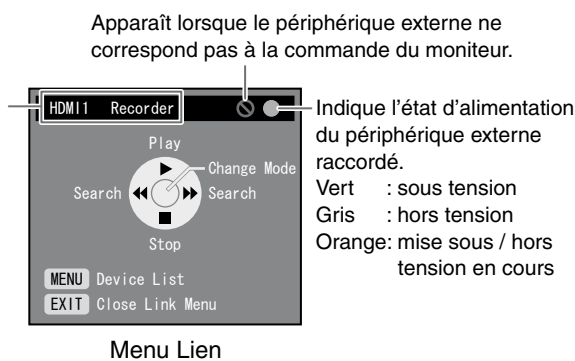 Apparaît lorsque le périphérique externe ne
correspond pas à la commande du moniteur.
HDMI1 Recorder
Indique l'état d'alimentation
du périphérique externe
raccordé.
Vert : sous tension
Gris : hors tension
Orange: mise sous / hors
tension en cours
Play
Change Mode
Search Search
Stop
MENU Device List
EXIT Close Link Menu
Menu Lien